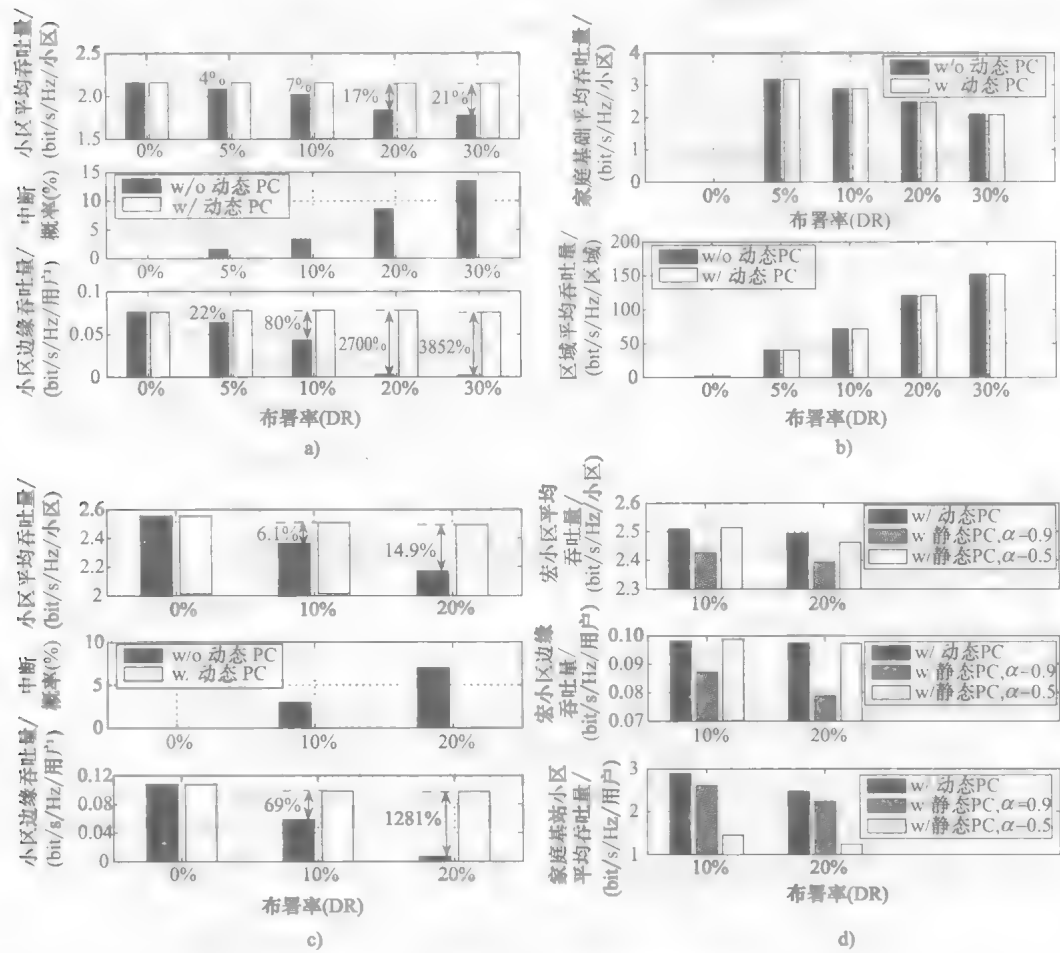 小区平均吞吐量/
(bit/s/Hz/小区)
2.5
2.0
1.5
4%
7%
17%
21%
0%
5%
10%
20%
30%
中断
概率(%)
15
10
5
0
w/o 动态 PC
w/ 动态 PC
0%
5%
10%
20%
30%
小区边缘吞吐量/
(bit/s/Hz/用户)
0.1
0.05
0
22%
80%
2700%
3852%
0%
5%
10%
20%
30%
布署率(DR)
a)
家庭基础平均吞吐量/
(bit/s/Hz/小区)
4
3
2
1
0
w/o 动态 PC
w/ 动态 PC
0%
5%
10%
20%
30%
布署率(DR)
区域平均吞吐量/
(bit/s/Hz/区域)
200
150
100
50
0
w/o 动态PC
w/ 动态 PC
0%
5%
10%
20%
30%
布署率(DR)
b)
小区平均吞吐量/
(bit/s/Hz/小区)
2.6
2.4
2.2
2
6.1%
14.9%
0%
10%
20%
中断
概率(%)
10
5
0
w/o 动态 PC
w. 动态 PC
0%
10%
20%
小区边缘吞吐量/
(bit/s/Hz/用户)
0.12
0.08
0.04
0
69%
1281%
0%
10%
20%
布署率(DR)
c)
宏小区平均
吞吐量/
(bit/s/Hz/小区)
2.6
2.5
2.4
2.3
w/ 动态PC
w 静态PC,α-0.9
w/静态PC,α-0.5
10%
20%
宏小区边缘
吞吐量/
(bit/s/Hz/用户)
0.10
0.09
0.08
0.07
w/ 动态PC
w 静态PC,α-0.9
w/静态PC,α-0.5
10%
20%
家庭基站小区
平均吞吐量/
(bit/s/Hz/用户)
3
2
1
w/ 动态PC
w 静态PC,α-0.9
w/静态PC,α-0.5
10%
20%
布署率(DR)
d)